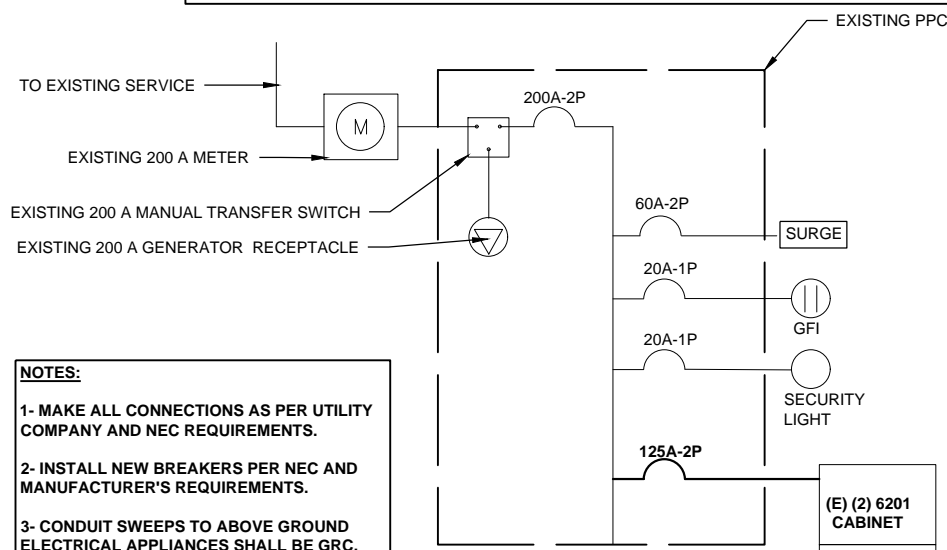 EXISTING PPC
TO EXISTING SERVICE
200A-2P
M
EXISTING 200 A METER
EXISTING 200 A MANUAL TRANSFER SWITCH
60A-2P
SURGE
EXISTING 200 A GENERATOR RECEPTACLE
20A-1P
GFI
20A-1P
SECURITY
LIGHT
NOTES:
1- MAKE ALL CONNECTIONS AS PER UTILITY
COMPANY AND NEC REQUIREMENTS.
2- INSTALL NEW BREAKERS PER NEC AND
MANUFACTURER'S REQUIREMENTS.
3- CONDUIT SWEEPS TO ABOVE GROUND
ELECTRICAL APPLIANCES SHALL BE GRC.
125A-2P
(E) (2) 6201
CABINET